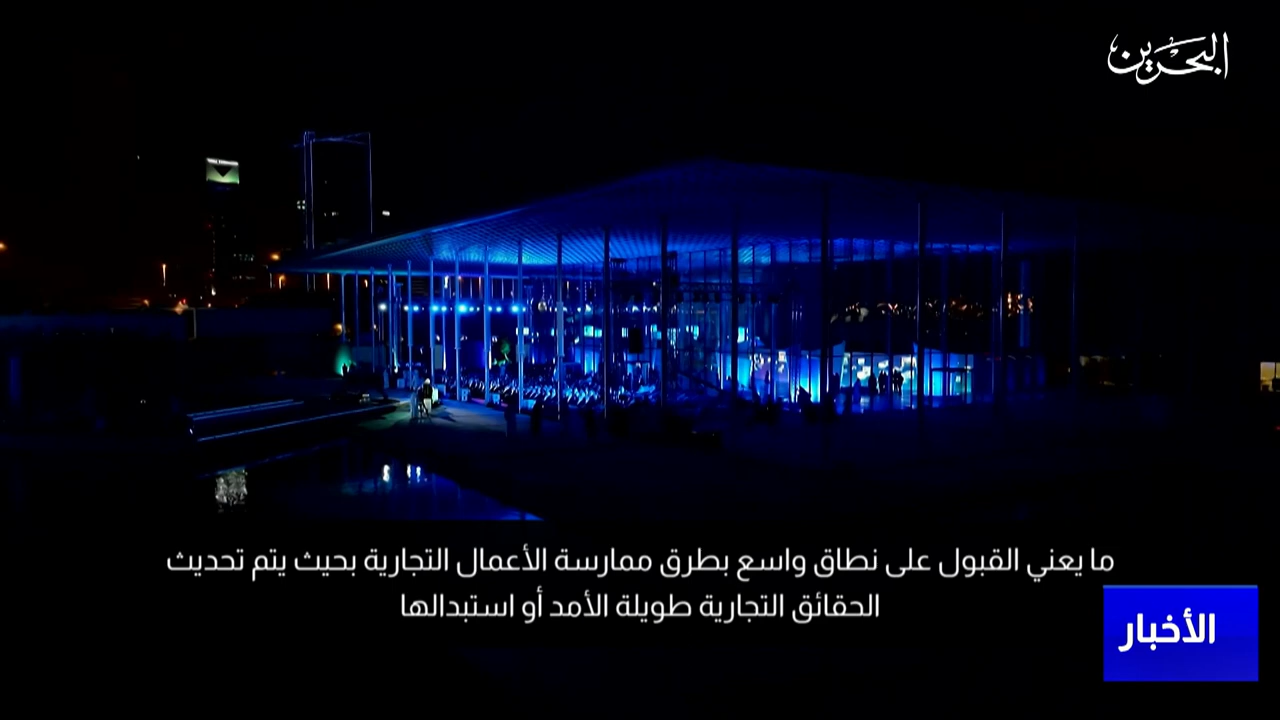 البحرين
ما يعني القبول على نطاق واسع بطرق ممارسة الأعمال التجارية بحيث يتم تحديث
الحقائق التجارية طويلة الأمد أو استبدالها
الأخبار